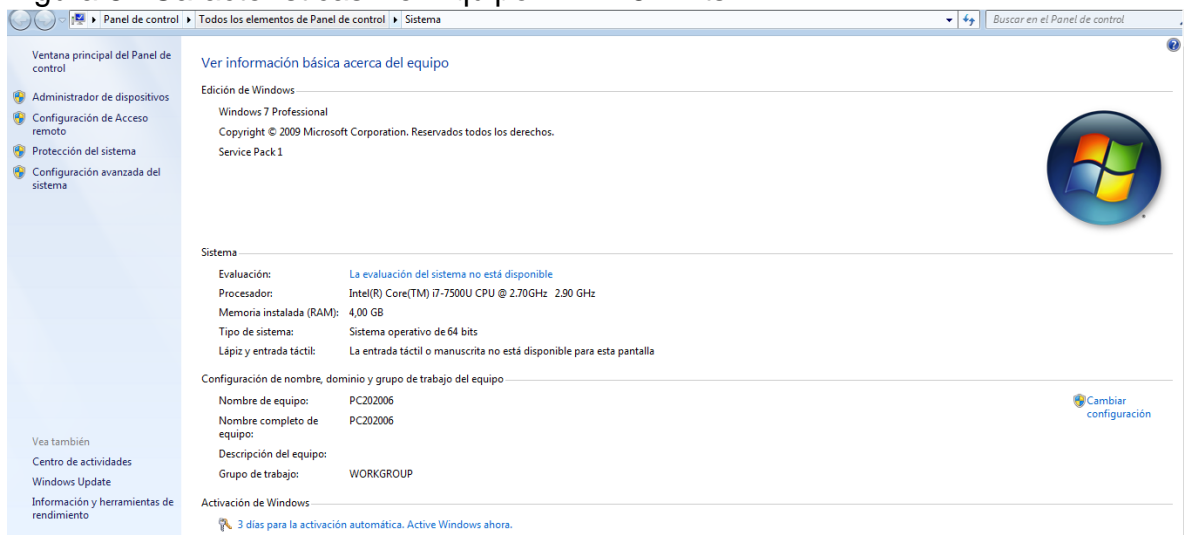 Panel de control ▸ Todos los elementos de Panel de control ▸ Sistema
Buscar en el Panel de control
Ventana principal del Panel de
control
Administrador de dispositivos
Configuración de Acceso
remoto
Protección del sistema
Configuración avanzada del
sistema
Vea también
Centro de actividades
Windows Update
Información y herramientas de
rendimiento
Ver información básica acerca del equipo
Edición de Windows
Windows 7 Professional
Copyright © 2009 Microsoft Corporation. Reservados todos los derechos.
Service Pack 1
Sistema
Evaluación: La evaluación del sistema no está disponible
Procesador: Intel(R) Core(TM) i7-7500U CPU @ 2.70GHz 2.90 GHz
Memoria instalada (RAM): 4,00 GB
Tipo de sistema: Sistema operativo de 64 bits
Lápiz y entrada táctil: La entrada táctil o manuscrita no está disponible para esta pantalla
Configuración de nombre, dominio y grupo de trabajo del equipo
Nombre de equipo: PC202006
Nombre completo de PC202006
equipo:
Descripción del equipo:
Grupo de trabajo: WORKGROUP
Cambiar
configuración
Activación de Windows
3 días para la activación automática. Active Windows ahora.